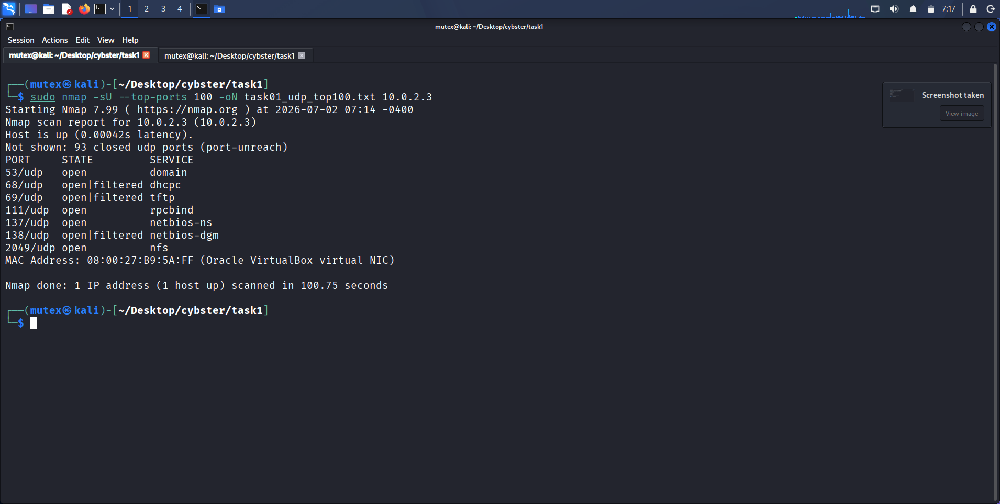 1 2 3 4 7:17
mutex@kali: ~/Desktop/cybster/task1
Session Actions Edit View Help
mutex@kali: ~/Desktop/cybster/task1 mutex@kali: ~/Desktop/cybster/task1
┌──(mutex㉿kali)-[~/Desktop/cybster/task1]
└─$ sudo nmap -sU --top-ports 100 -oN task01_udp_top100.txt 10.0.2.3
Starting Nmap 7.99 ( https://nmap.org ) at 2026-07-02 07:14 -0400
Nmap scan report for 10.0.2.3 (10.0.2.3)
Host is up (0.00042s latency).
Not shown: 93 closed udp ports (port-unreach)
PORT     STATE         SERVICE
53/udp   open          domain
68/udp   open|filtered dhcpc
69/udp   open|filtered tftp
111/udp  open          rpcbind
137/udp  open          netbios-ns
138/udp  open|filtered netbios-dgm
2049/udp open          nfs
MAC Address: 08:00:27:B9:5A:FF (Oracle VirtualBox virtual NIC)
Nmap done: 1 IP address (1 host up) scanned in 100.75 seconds
┌──(mutex㉿kali)-[~/Desktop/cybster/task1]
└─$
Screenshot taken
View image